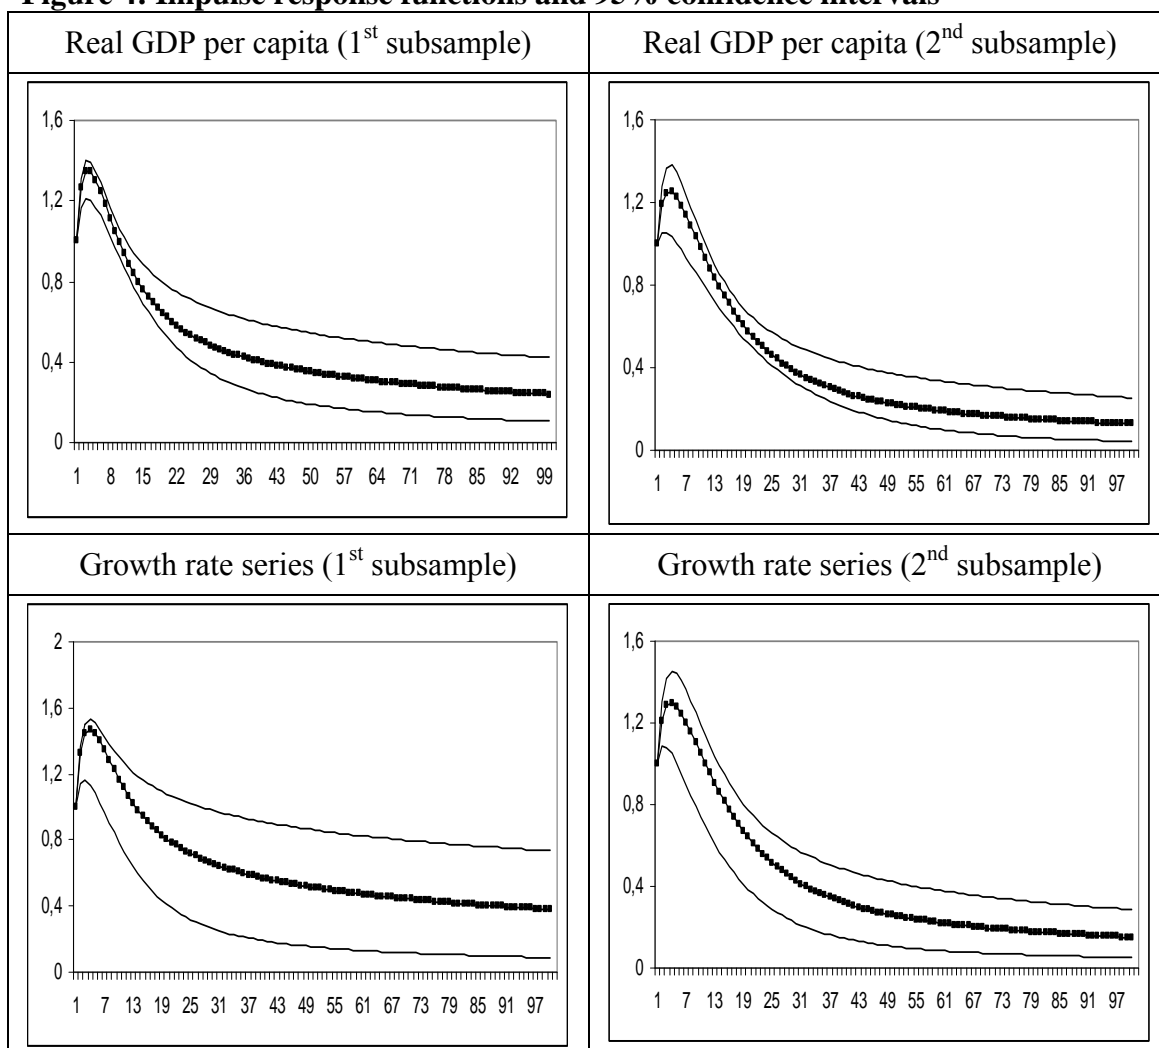 Figure 4: Impulse response functions and 95% confidence intervals
Real GDP per capita (1st subsample)
Real GDP per capita (2nd subsample)
1,6
1,2
0,8
0,4
0
1 8 15 22 29 36 43 50 57 64 71 78 85 92 99
1,6
1,2
0,8
0,4
0
1 7 13 19 25 31 37 43 49 55 61 67 73 79 85 91 97
Growth rate series (1st subsample)
Growth rate series (2nd subsample)
2
1,6
1,2
0,8
0,4
0
1 7 13 19 25 31 37 43 49 55 61 67 73 79 85 91 97
1,6
1,2
0,8
0,4
0
1 7 13 19 25 31 37 43 49 55 61 67 73 79 85 91 97